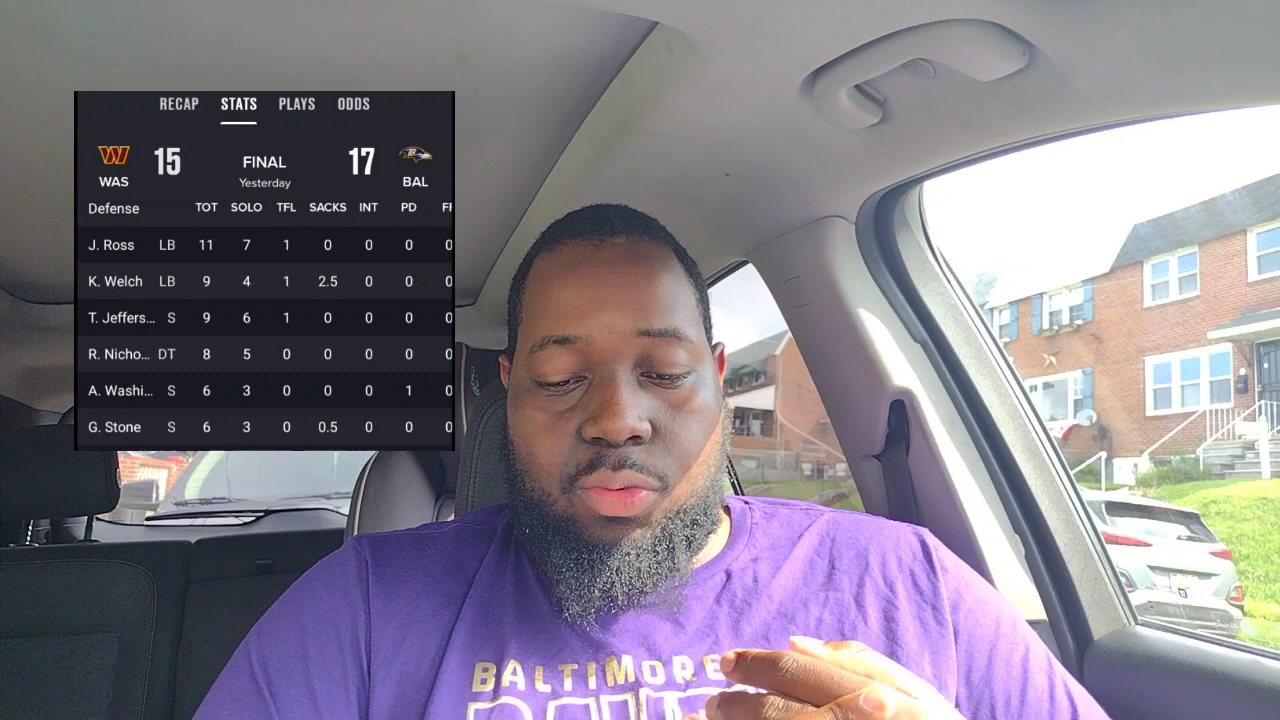 RECAP STATS PLAYS ODDS
15 FINAL 17
WAS Yesterday BAL
Defense TOT SOLO TFL SACKS INT PD
J. Ross LB 11 7 1 0 0 0 0
K. Welch LB 9 4 1 2.5 0 0 0
T. Jeffers... S 9 6 1 0 0 0 0
R. Nicho... DT 8 5 0 0 0 0 0
A. Washi... S 6 3 0 0 0 1 0
G. Stone S 6 3 0 0.5 0 0 0
BALTIMORE